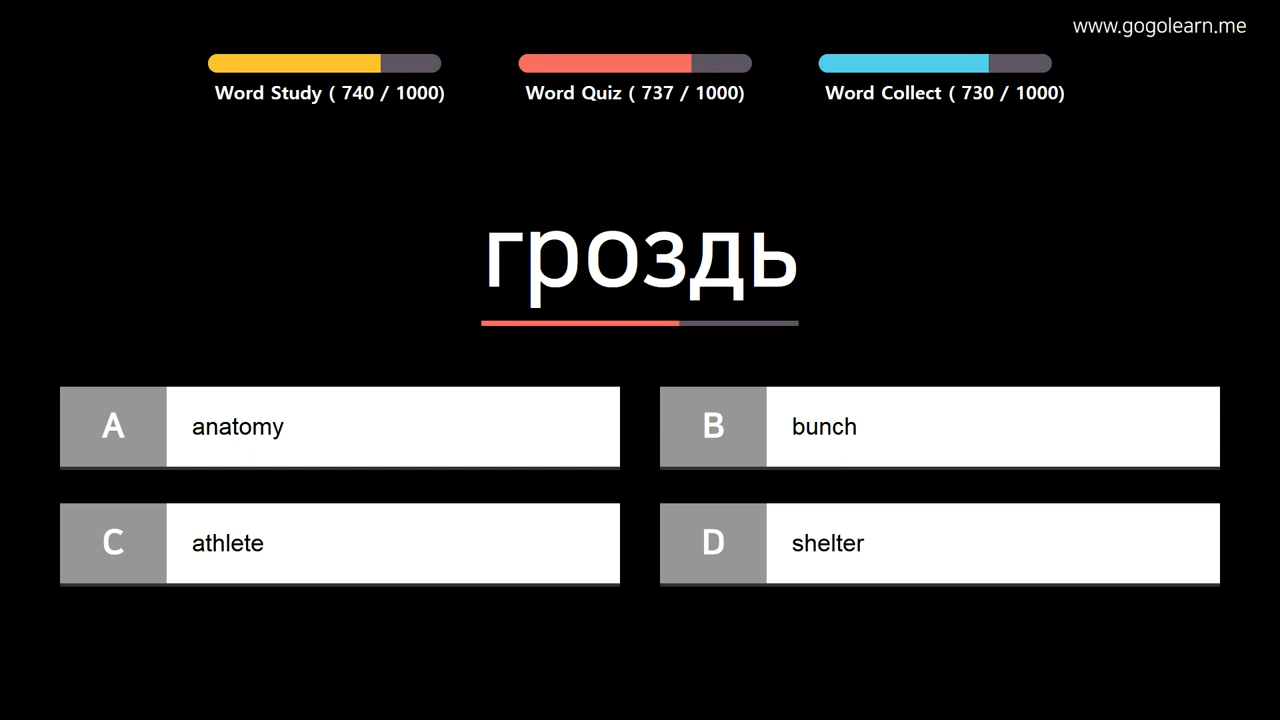 www.gogolearn.me
Word Study ( 740 / 1000)
Word Quiz ( 737 / 1000)
Word Collect ( 730 / 1000)
гроздь
A anatomy
B bunch
C athlete
D shelter